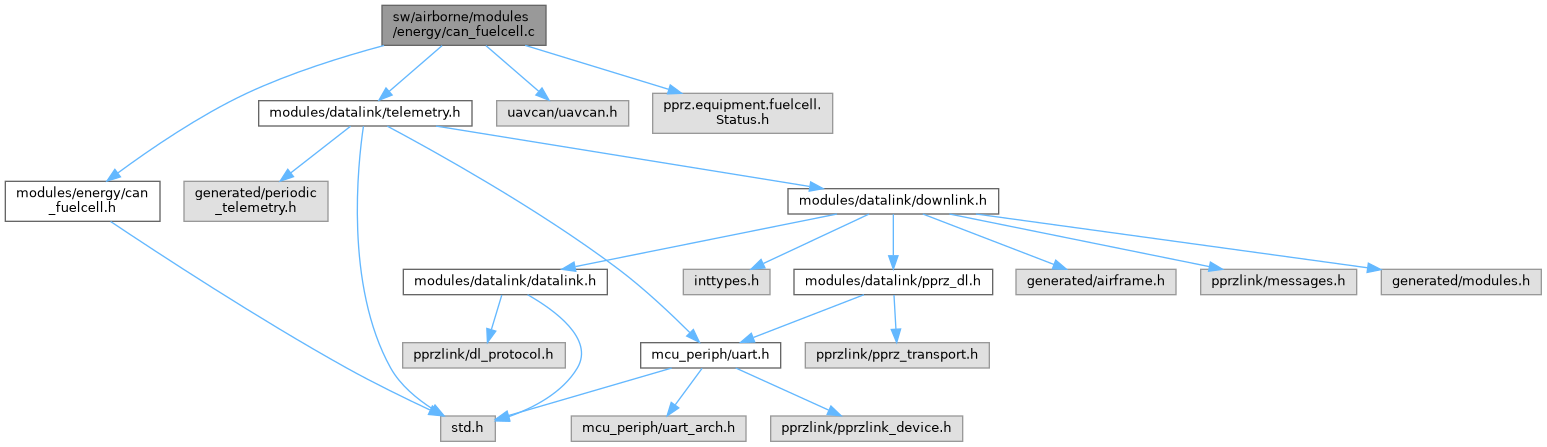 sw/airborne/modules
/energy/can_fuelcell.c
modules/datalink/telemetry.h
uavcan/uavcan.h
pprz.equipment.fuelcell.
Status.h
modules/energy/can
_fuelcell.h
generated/periodic
_telemetry.h
modules/datalink/downlink.h
modules/datalink/datalink.h
inttypes.h
modules/datalink/pprz_dl.h
generated/airframe.h
pprzlink/messages.h
generated/modules.h
pprzlink/dl_protocol.h
mcu_periph/uart.h
pprzlink/pprz_transport.h
std.h
mcu_periph/uart_arch.h
pprzlink/pprzlink_device.h